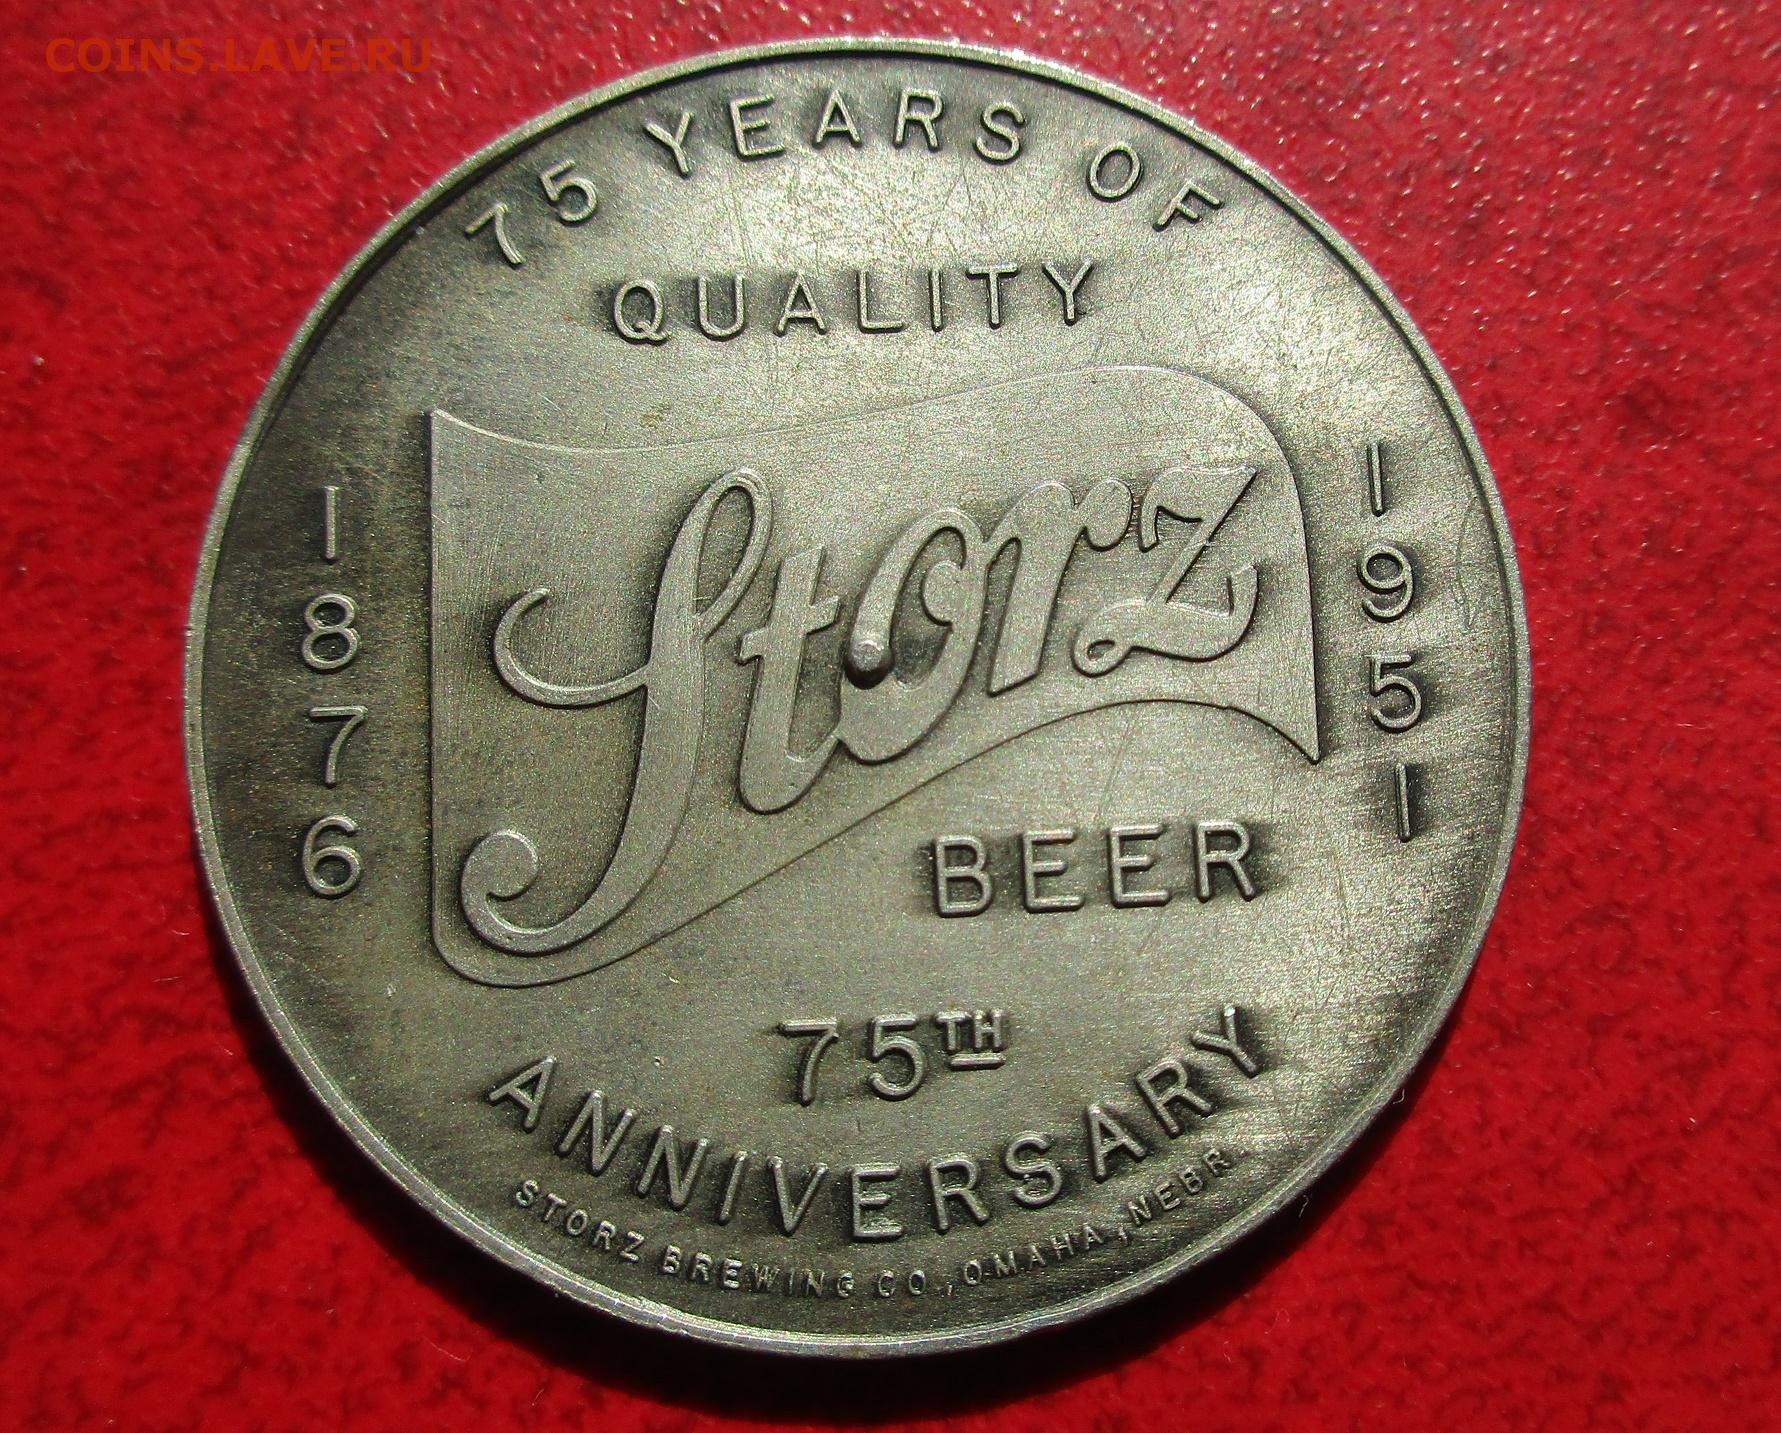 COINS.LAVE.RU
75 YEARS OF
QUALITY
1876
1951
Storz
BEER
75TH
ANNIVERSARY
STORZ BREWING CO., OMAHA, NEBR.